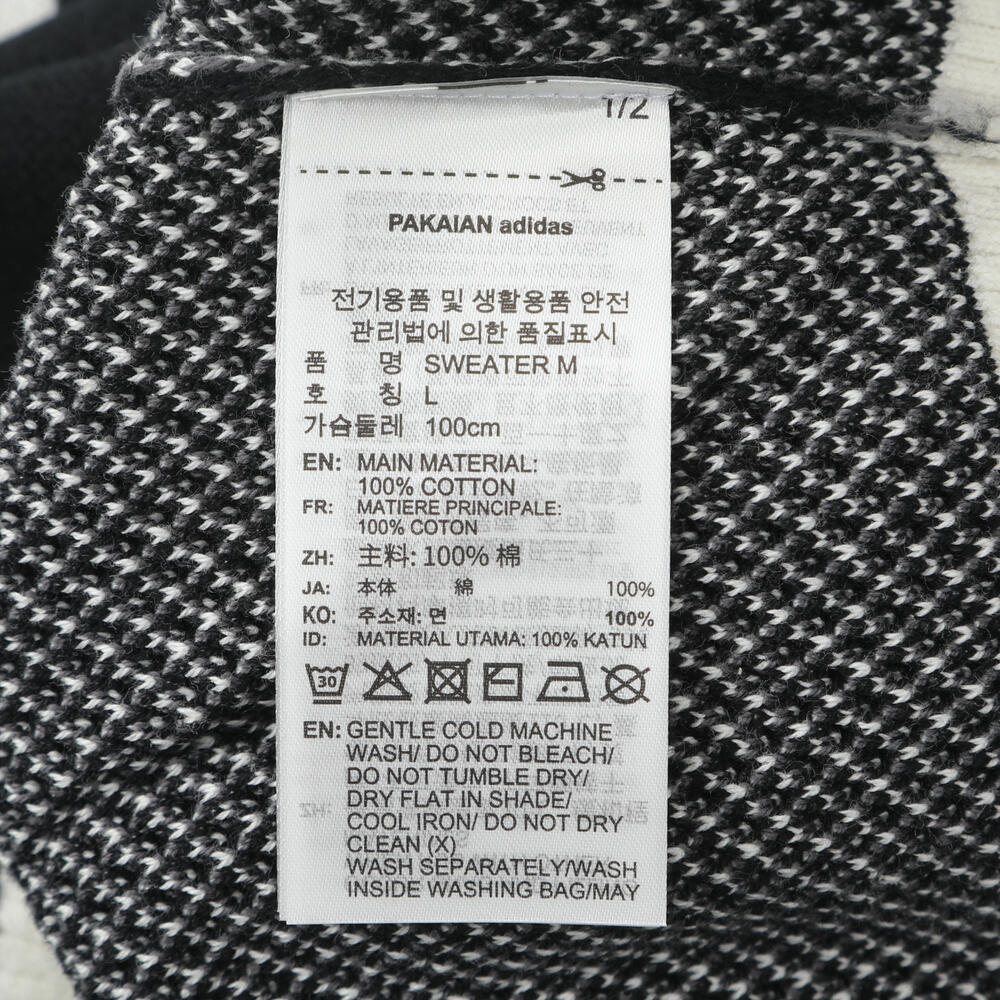 1/2
PAKAIAN adidas
전기용품 및 생활용품 안전
관리법에 의한 품질표시
품 명 SWEATER M
호 칭 L
가슴둘레 100cm
EN: MAIN MATERIAL:
100% COTTON
FR: MATIERE PRINCIPALE:
100% COTON
ZH: 主料: 100% 棉
JA: 本体 綿 100%
KO: 주소재: 면 100%
ID: MATERIAL UTAMA: 100% KATUN
30
EN: GENTLE COLD MACHINE
WASH/ DO NOT BLEACH/
DO NOT TUMBLE DRY/
DRY FLAT IN SHADE/
COOL IRON/ DO NOT DRY
CLEAN (X)
WASH SEPARATELY/WASH
INSIDE WASHING BAG/MAY